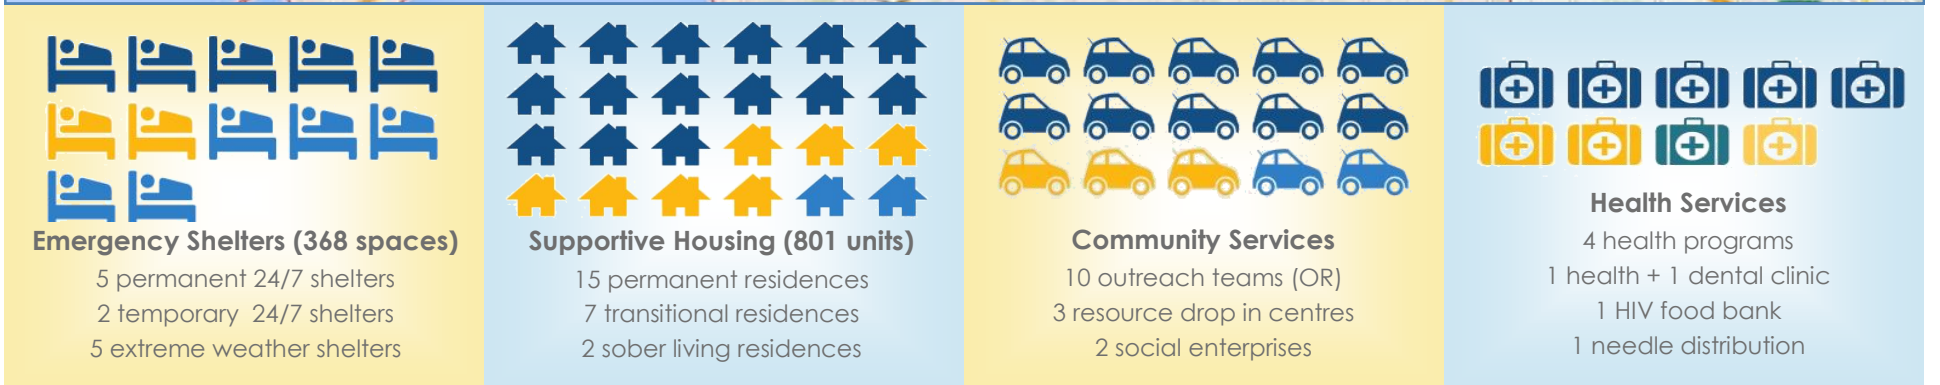 Emergency Shelters (368 spaces)
5 permanent 24/7 shelters
2 temporary 24/7 shelters
5 extreme weather shelters
Supportive Housing (801 units)
15 permanent residences
7 transitional residences
2 sober living residences
Community Services
10 outreach teams (OR)
3 resource drop in centres
2 social enterprises
Health Services
4 health programs
1 health + 1 dental clinic
1 HIV food bank
1 needle distribution